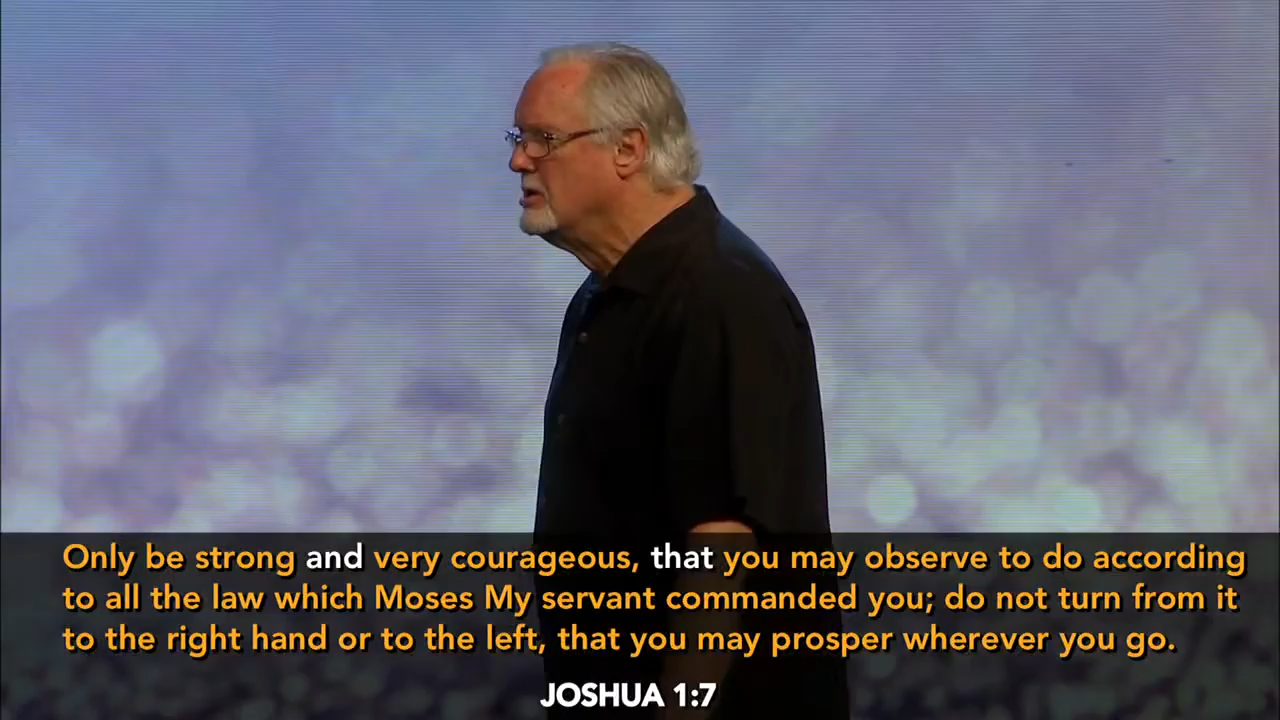 Only be strong and very courageous, that you may observe to do according
to all the law which Moses My servant commanded you; do not turn from it
to the right hand or to the left, that you may prosper wherever you go.
JOSHUA 1:7